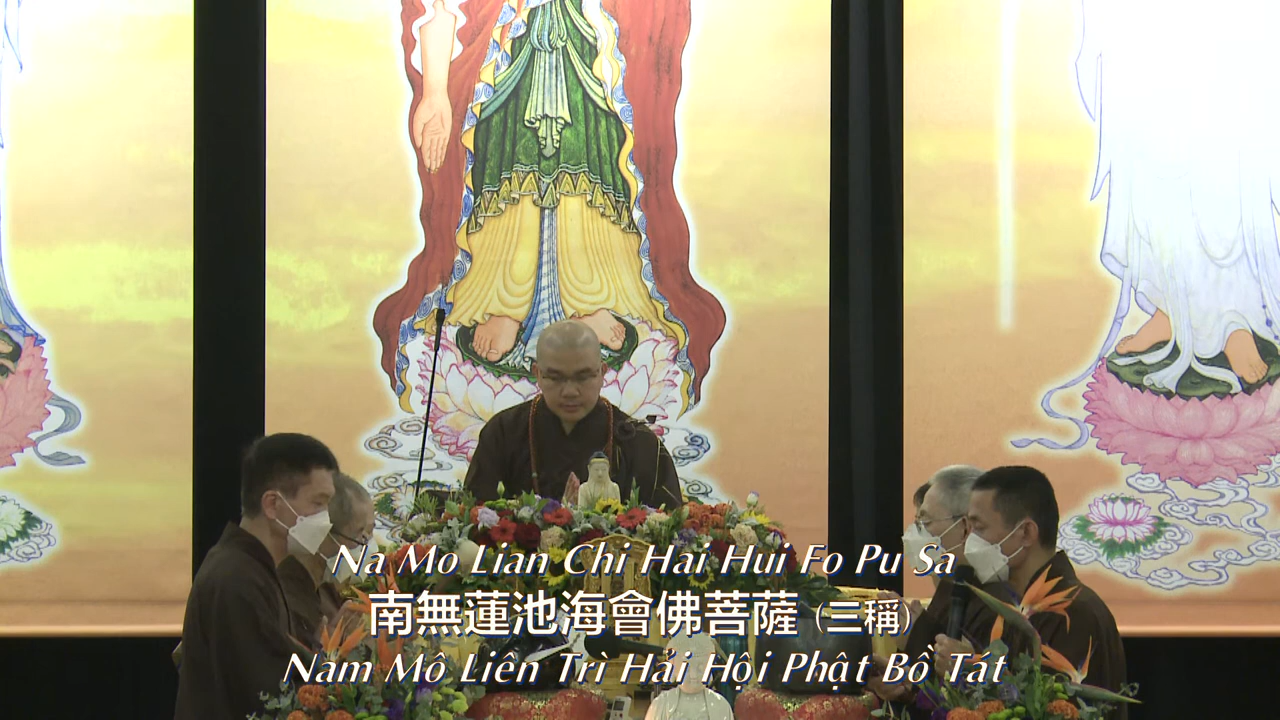 Na Mo Lian Chi Hai Hui Fo Pu Sa
南無蓮池海會佛菩薩 (三稱)
Nam Mô Liên Trì Hải Hội Phật Bồ Tát